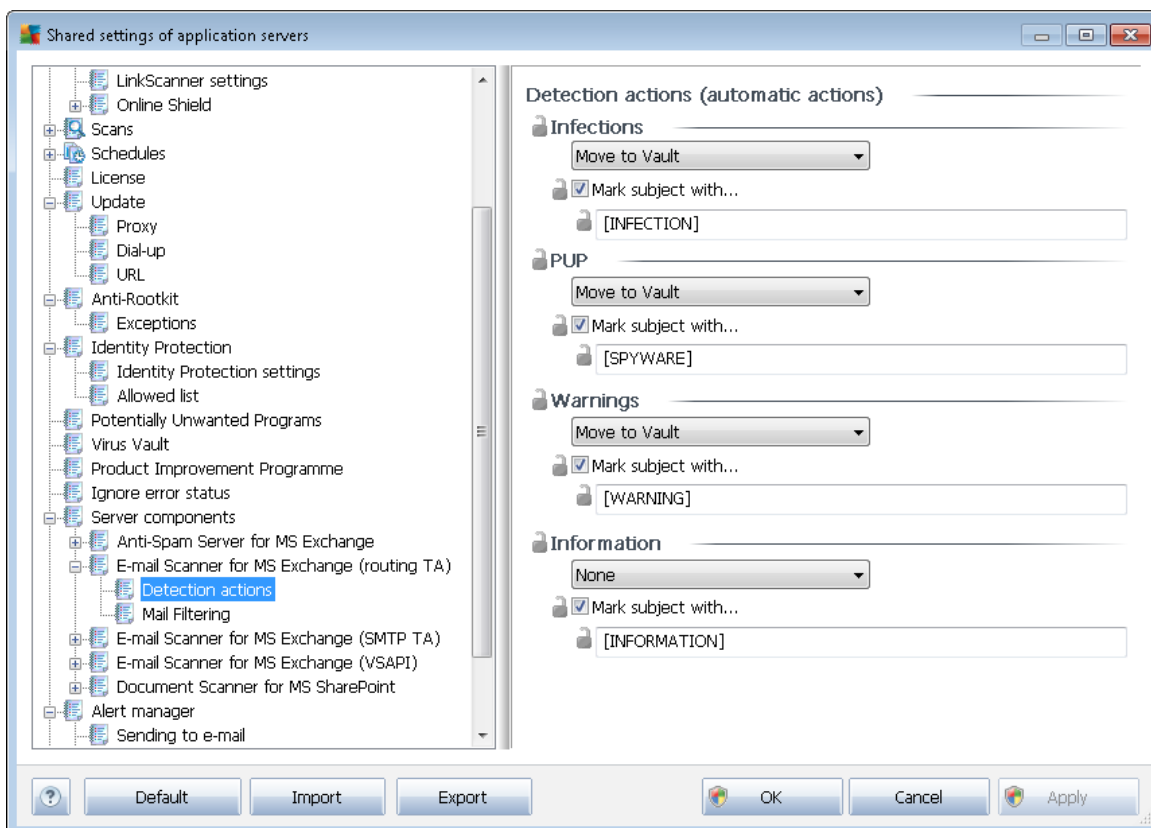 Shared settings of application servers
LinkScanner settings
Online Shield
Scans
Schedules
License
Update
Proxy
Dial-up
URL
Anti-Rootkit
Exceptions
Identity Protection
Identity Protection settings
Allowed list
Potentially Unwanted Programs
Virus Vault
Product Improvement Programme
Ignore error status
Server components
Anti-Spam Server for MS Exchange
E-mail Scanner for MS Exchange (routing TA)
Detection actions
Mail Filtering
E-mail Scanner for MS Exchange (SMTP TA)
E-mail Scanner for MS Exchange (VSAPI)
Document Scanner for MS SharePoint
Alert manager
Sending to e-mail
Detection actions (automatic actions)
Infections
Move to Vault
Mark subject with...
[INFECTION]
PUP
Move to Vault
Mark subject with...
[SPYWARE]
Warnings
Move to Vault
Mark subject with...
[WARNING]
Information
None
Mark subject with...
[INFORMATION]
? Default Import Export OK Cancel Apply